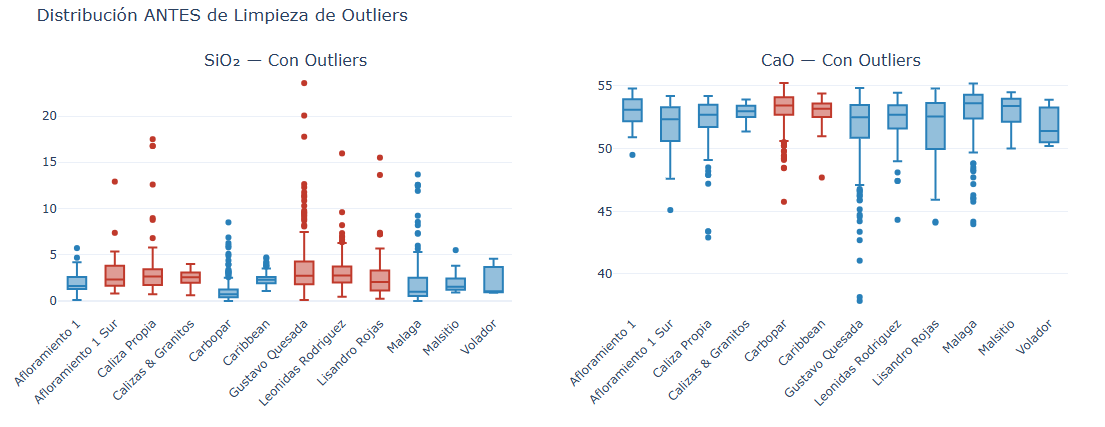 Distribución ANTES de Limpieza de Outliers
SiO₂ — Con Outliers
20
15
10
5
0
Afloramiento 1
Afloramiento 1 Sur
Caliza Propia
Calizas & Granitos
Carbopar
Caribbean
Gustavo Quesada
Leonidas Rodriguez
Lisandro Rojas
Malaga
Malsitio
Volador
CaO — Con Outliers
55
50
45
40
Afloramiento 1
Afloramiento 1 Sur
Caliza Propia
Calizas & Granitos
Carbopar
Caribbean
Gustavo Quesada
Leonidas Rodriguez
Lisandro Rojas
Malaga
Malsitio
Volador